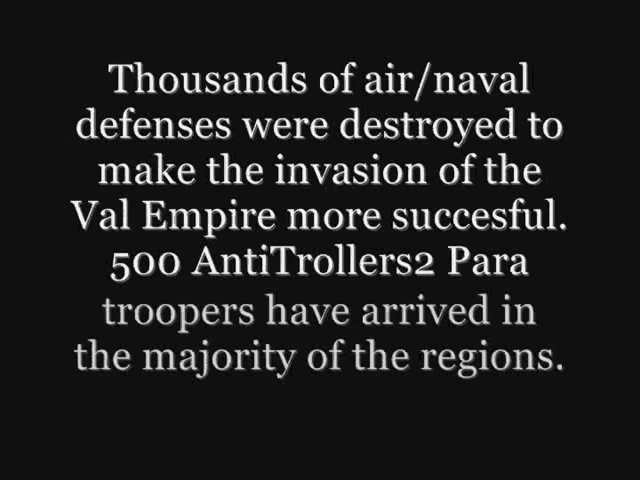 Thousands of air/naval
defenses were destroyed to
make the invasion of the
Val Empire more succesful.
500 AntiTrollers2 Para
troopers have arrived in
the majority of the regions.